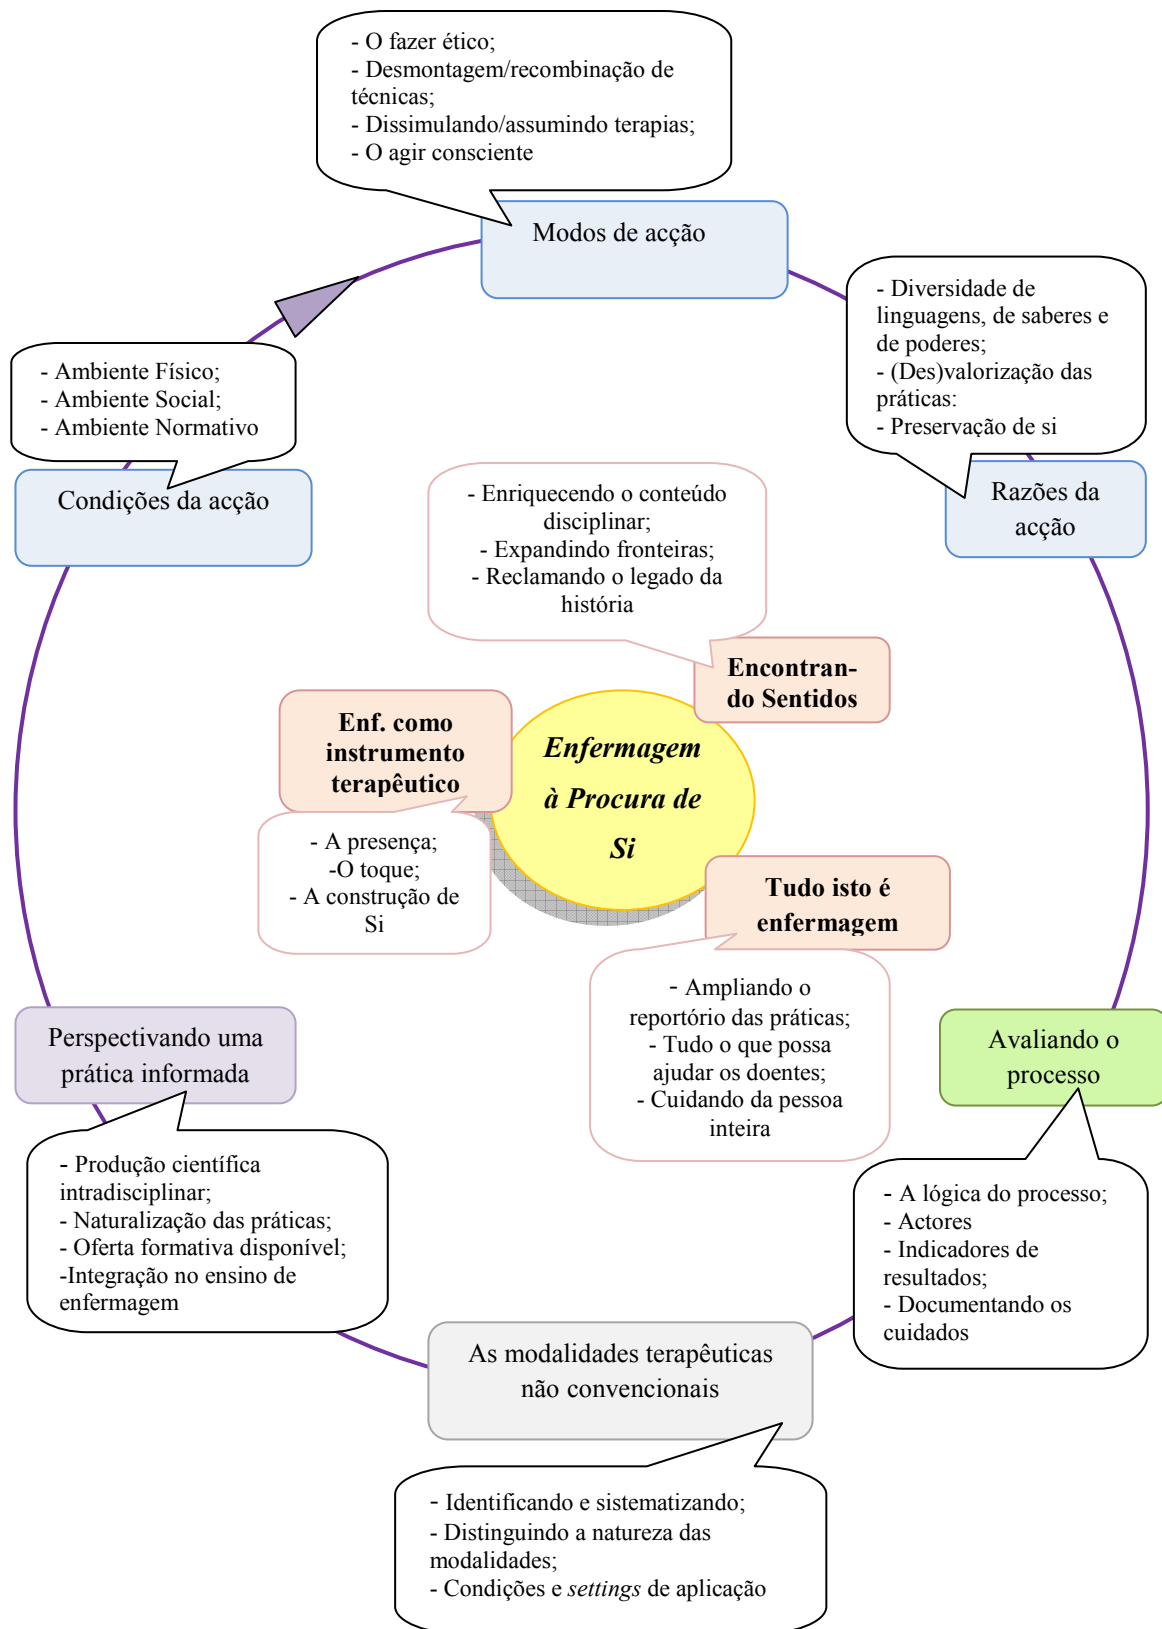 - O fazer ético;
- Desmontagem/recombinação de
técnicas;
- Dissimulando/assumindo terapias;
- O agir consciente
Modos de acção
- Diversidade de
linguagens, de saberes e
de poderes;
- (Des)valorização das
práticas:
- Preservação de si
Razões da
acção
- Ambiente Físico;
- Ambiente Social;
- Ambiente Normativo
Condições da acção
- Enriquecendo o conteúdo
disciplinar;
- Expandindo fronteiras;
- Reclamando o legado da
história
Encontran-
do Sentidos
Enf. como
instrumento
terapêutico
- A presença;
-O toque;
- A construção de
Si
Enfermagem
à Procura de
Si
Tudo isto é
enfermagem
- Ampliando o
reportório das práticas;
- Tudo o que possa
ajudar os doentes;
- Cuidando da pessoa
inteira
Perspectivando uma
prática informada
- Produção científica
intradisciplinar;
- Naturalização das práticas;
- Oferta formativa disponível;
-Integração no ensino de
enfermagem
Avaliando o
processo
- A lógica do processo;
- Actores
- Indicadores de
resultados;
- Documentando os
cuidados
As modalidades terapêuticas
não convencionais
- Identificando e sistematizando;
- Distinguindo a natureza das
modalidades;
- Condições e settings de aplicação